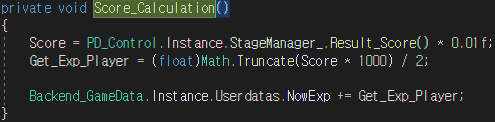 private void Score_Calculation()
{
Score = PD_Control.Instance.StageManager_.Result_Score() * 0.01f;
Get_Exp_Player = (float)Math.Truncate(Score * 1000) / 2;
Backend_GameData.Instance.Userdatas.NowExp += Get_Exp_Player;
}